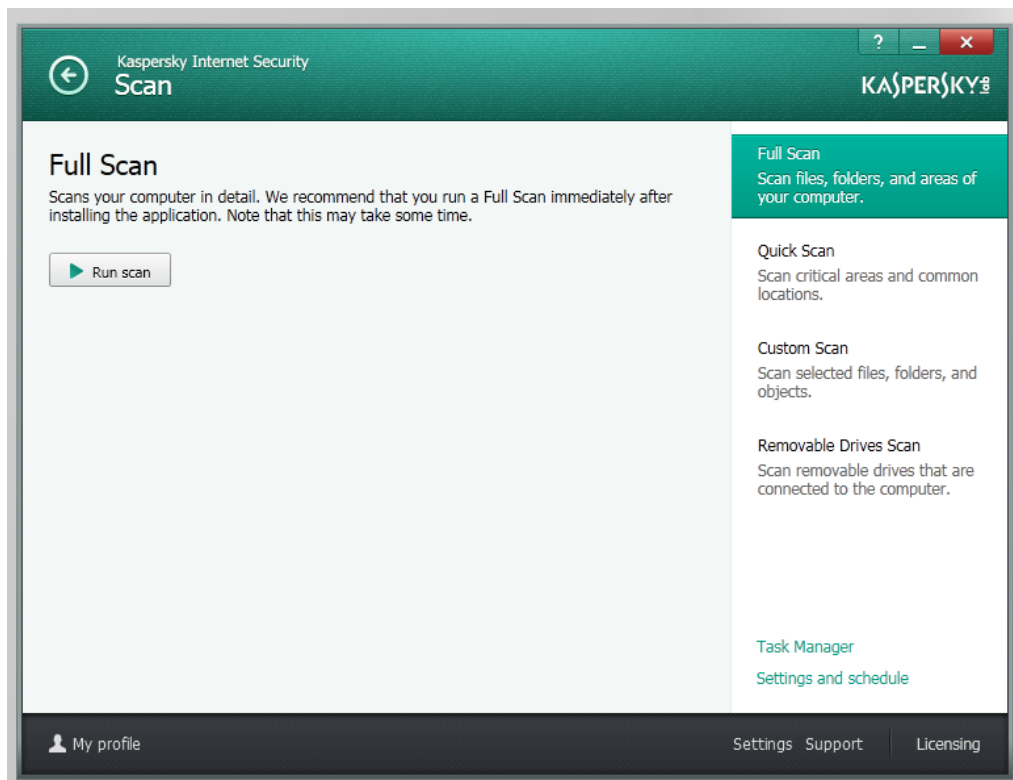 Kaspersky Internet Security
Scan
? _ ×
KASPERSKY
Full Scan
Scans your computer in detail. We recommend that you run a Full Scan immediately after
installing the application. Note that this may take some time.
Run scan
Full Scan
Scan files, folders, and areas of
your computer.
Quick Scan
Scan critical areas and common
locations.
Custom Scan
Scan selected files, folders, and
objects.
Removable Drives Scan
Scan removable drives that are
connected to the computer.
Task Manager
Settings and schedule
My profile
Settings Support Licensing